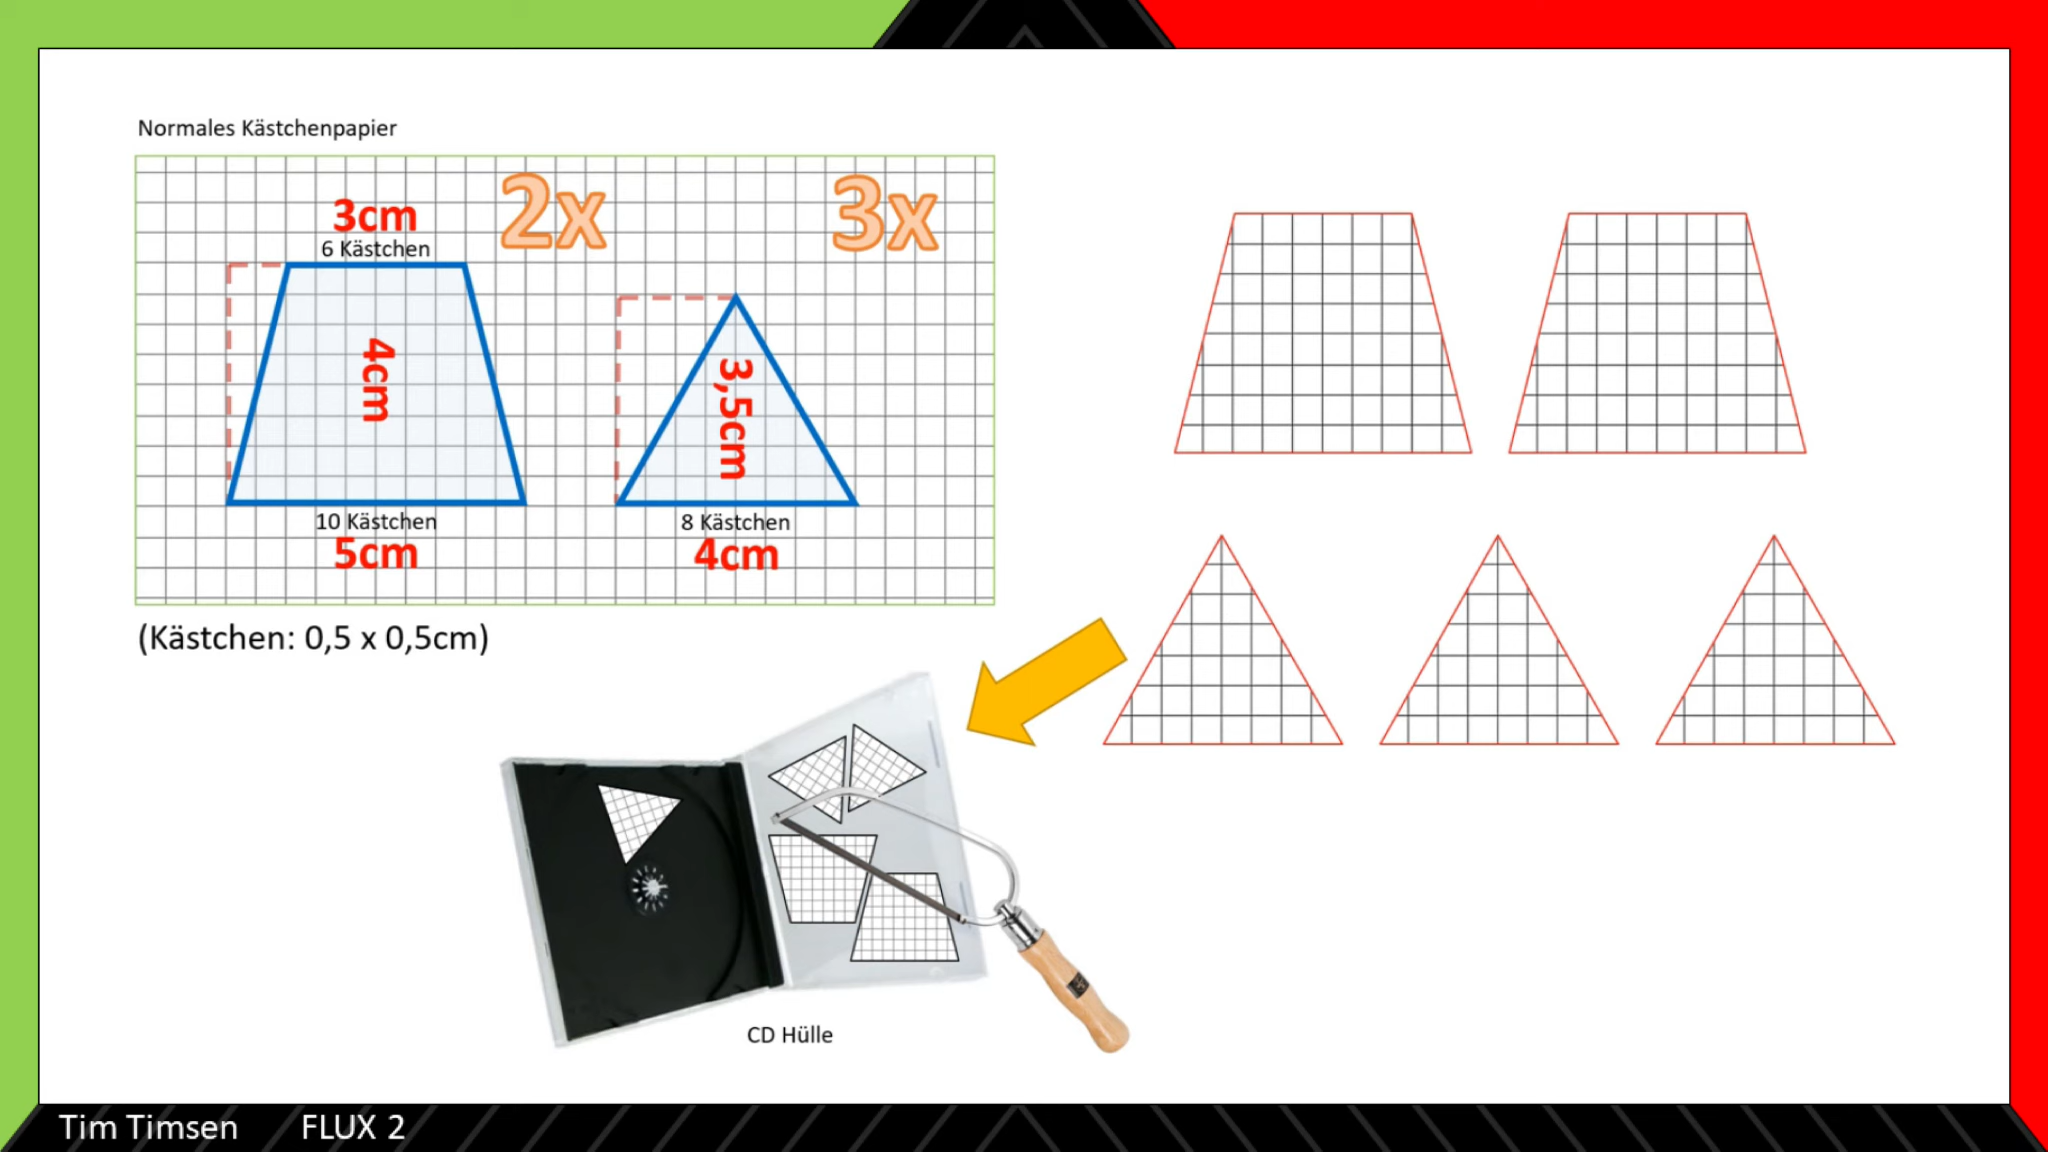 Normales Kästchenpapier
2x
3x
3cm
6 Kästchen
4cm
3,5cm
10 Kästchen
5cm
8 Kästchen
4cm
(Kästchen: 0,5 x 0,5cm)
CD Hülle
Tim Timsen FLUX 2